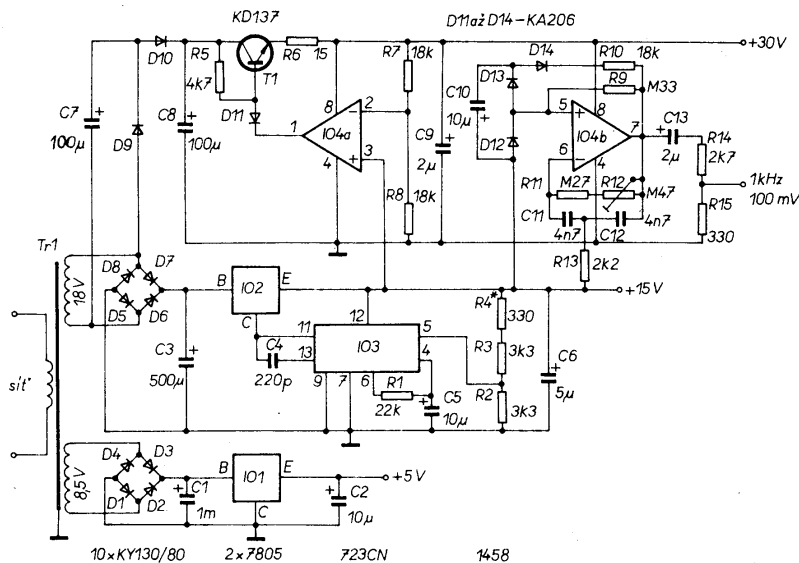 KD137
D11až D14-KA206
D10
R5
4k7
T1
R6
15
R7
18k
D14
R10
18k
+30V
C7
100µ
D9
C8
100µ
D11
1
8
4
IO4a
2
3
C9
2µ
C10
10µ
D13
D12
R9
M33
5
6
8
4
7
IO4b
C13
2µ
R14
2k7
1kHz
100 mV
R8
18k
R11
M27
R12
M47
C11
4n7
C12
4n7
R15
330
R13
2k2
Tr1
18V
D8
D7
D5
D6
B
IO2
E
C
+15V
C3
500µ
C4
220p
11
13
12
IO3
5
4
9
7
6
R1
22k
C5
10µ
R4*
330
R3
3k3
R2
3k3
C6
5µ
síť
8,5V
D4
D3
D1
D2
C1
1m
B
IO1
E
C
C2
10µ
+5V
10×KY130/80
2×7805
723CN
1458